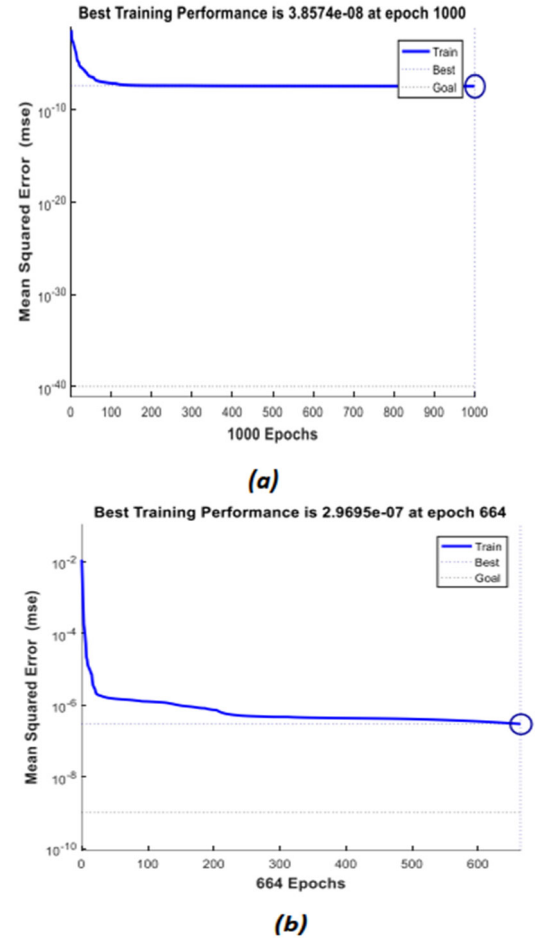 Best Training Performance is 3.8574e-08 at epoch 1000
Train
Best
Goal
Mean Squared Error (mse)
10^-10
10^-20
10^-30
10^-40
0 100 200 300 400 500 600 700 800 900 1000
1000 Epochs
(a)
Best Training Performance is 2.9695e-07 at epoch 664
Train
Best
Goal
Mean Squared Error (mse)
10^-2
10^-4
10^-6
10^-8
10^-10
0 100 200 300 400 500 600
664 Epochs
(b)